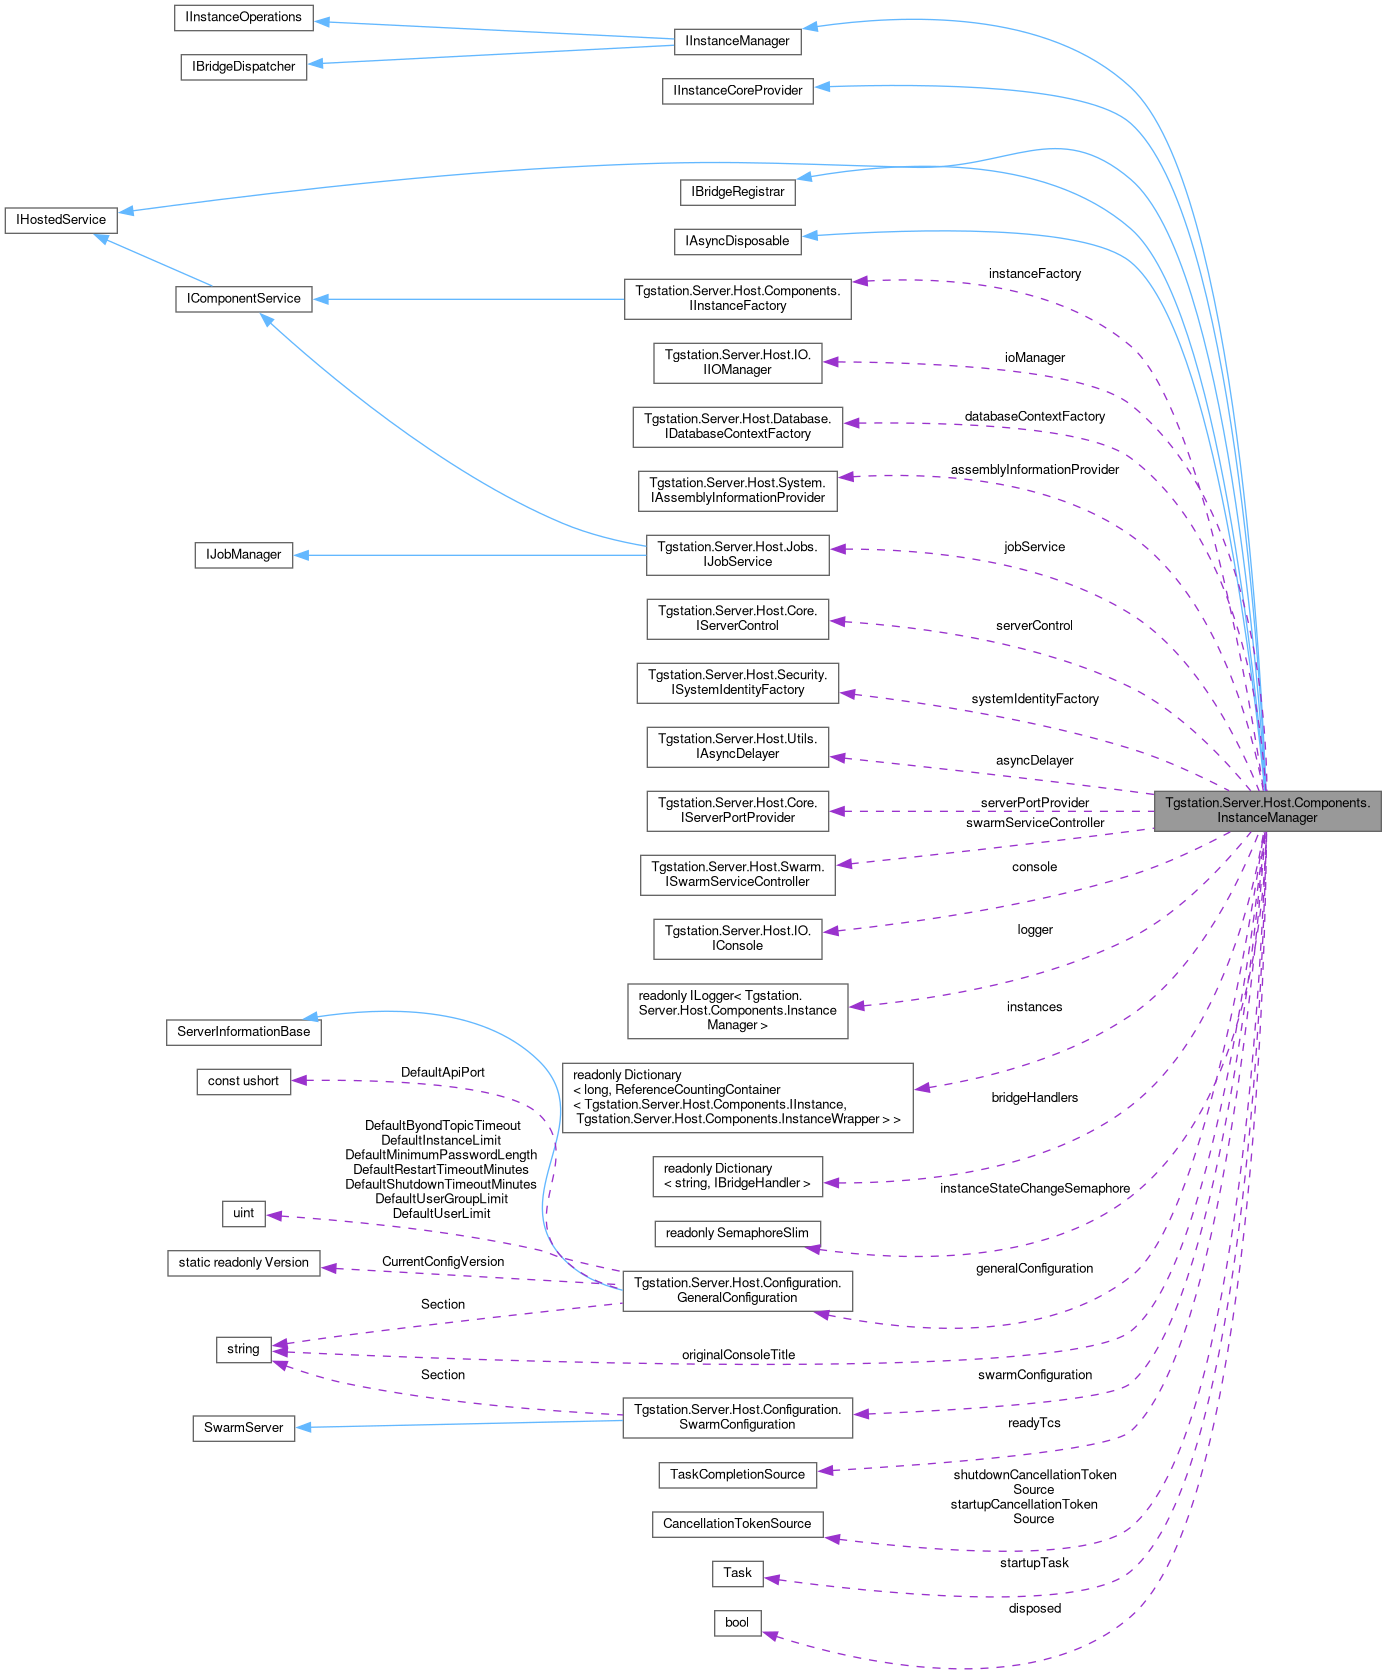 IInstanceOperations
IInstanceManager
IBridgeDispatcher
IInstanceCoreProvider
IBridgeRegistrar
IHostedService
IAsyncDisposable
instanceFactory
IComponentService
Tgstation.Server.Host.Components.
IInstanceFactory
ioManager
Tgstation.Server.Host.IO.
IIOManager
databaseContextFactory
Tgstation.Server.Host.Database.
IDatabaseContextFactory
assemblyInformationProvider
Tgstation.Server.Host.System.
IAssemblyInformationProvider
jobService
IJobManager
Tgstation.Server.Host.Jobs.
IJobService
serverControl
Tgstation.Server.Host.Core.
IServerControl
systemIdentityFactory
Tgstation.Server.Host.Security.
ISystemIdentityFactory
asyncDelayer
Tgstation.Server.Host.Utils.
IAsyncDelayer
serverPortProvider
Tgstation.Server.Host.Core.
IServerPortProvider
Tgstation.Server.Host.Components.
InstanceManager
swarmServiceController
Tgstation.Server.Host.Swarm.
ISwarmServiceController
console
Tgstation.Server.Host.IO.
IConsole
logger
readonly ILogger< Tgstation.
Server.Host.Components.Instance
Manager >
instances
ServerInformationBase
const ushort
DefaultApiPort
readonly Dictionary
< long, ReferenceCountingContainer
< Tgstation.Server.Host.Components.IInstance,
Tgstation.Server.Host.Components.InstanceWrapper > >
bridgeHandlers
DefaultByondTopicTimeout
DefaultInstanceLimit
DefaultMinimumPasswordLength
DefaultRestartTimeoutMinutes
DefaultShutdownTimeoutMinutes
DefaultUserGroupLimit
DefaultUserLimit
readonly Dictionary
< string, IBridgeHandler >
instanceStateChangeSemaphore
uint
readonly SemaphoreSlim
static readonly Version
CurrentConfigVersion
generalConfiguration
Tgstation.Server.Host.Configuration.
GeneralConfiguration
Section
string
originalConsoleTitle
Section
swarmConfiguration
SwarmServer
Tgstation.Server.Host.Configuration.
SwarmConfiguration
readyTcs
TaskCompletionSource
shutdownCancellationToken
Source
startupCancellationToken
Source
CancellationTokenSource
startupTask
Task
disposed
bool